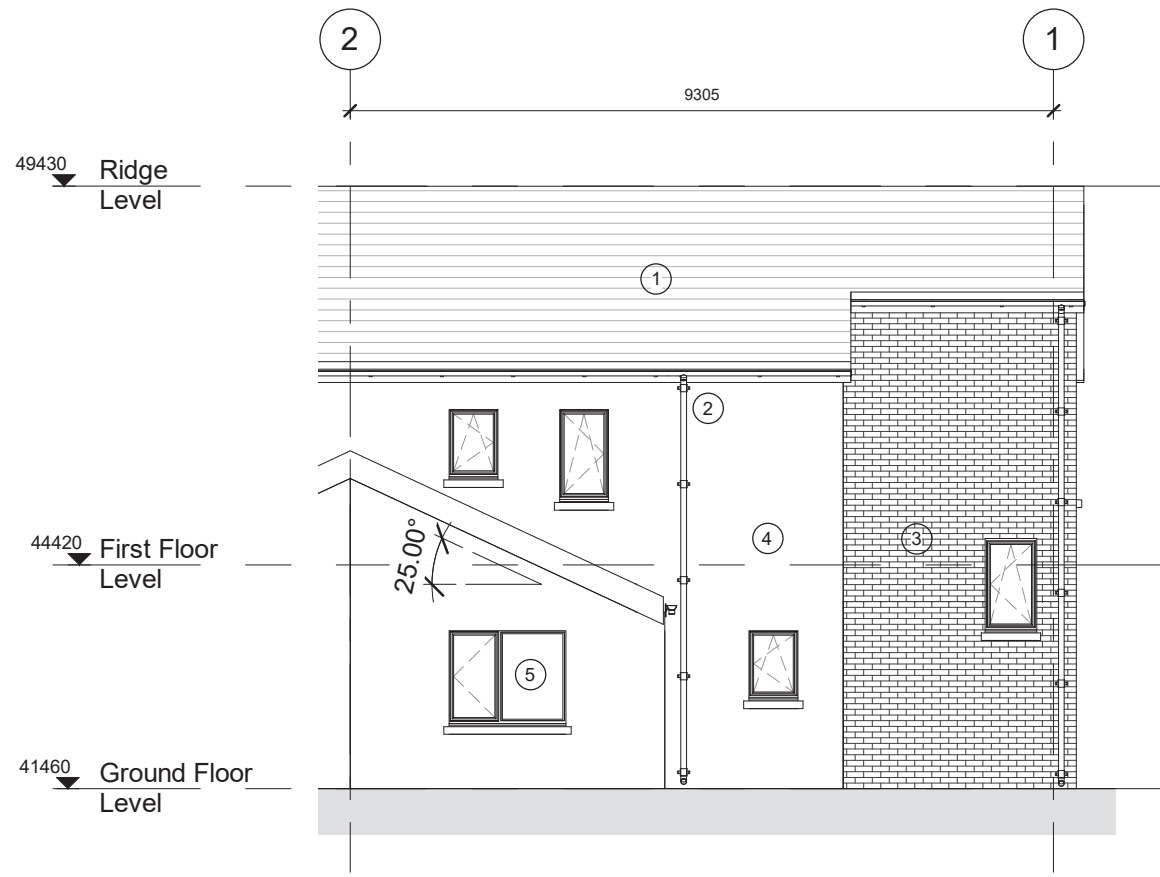 2
1
9305
49430
Ridge
Level
1
2
44420
First Floor
Level
25.00°
4
3
5
41460
Ground Floor
Level